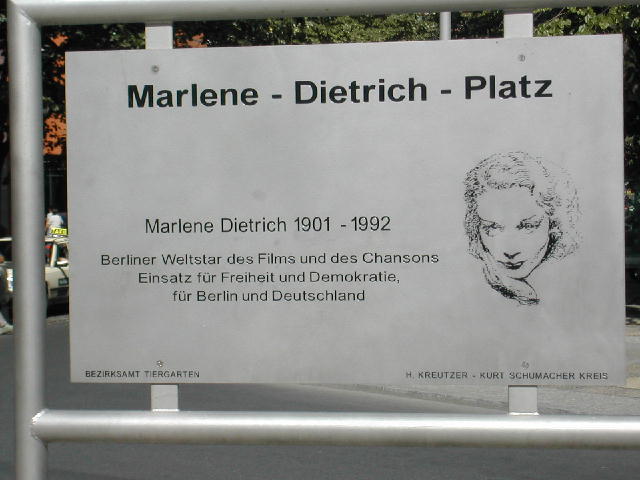 Marlene - Dietrich - Platz
Marlene Dietrich 1901 - 1992
Berliner Weltstar des Films und des Chansons
Einsatz für Freiheit und Demokratie,
für Berlin und Deutschland
BEZIRKSAMT TIERGARTEN
H. KREUTZER - KURT SCHUMACHER KREIS